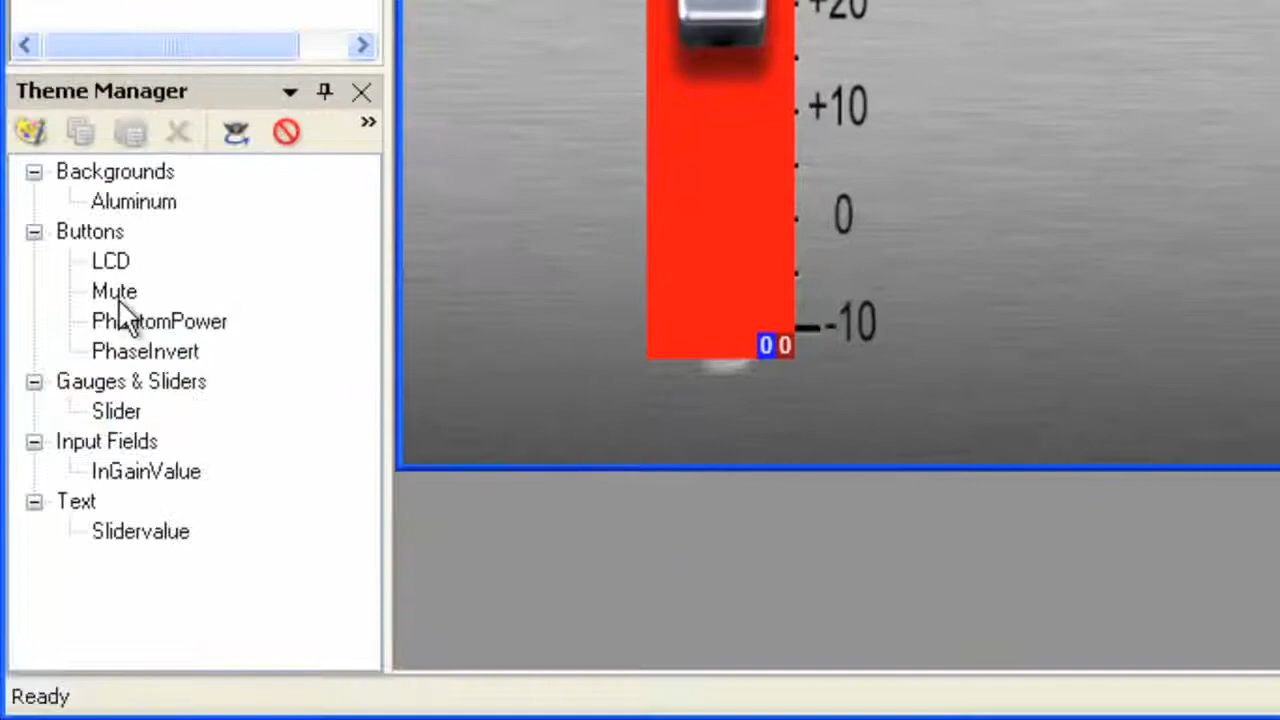 Theme Manager
Backgrounds
Aluminum
Buttons
LCD
Mute
PhantomPower
PhaseInvert
Gauges & Sliders
Slider
Input Fields
InGainValue
Text
Slidervalue
Ready
+20
+10
0
-10
0 0